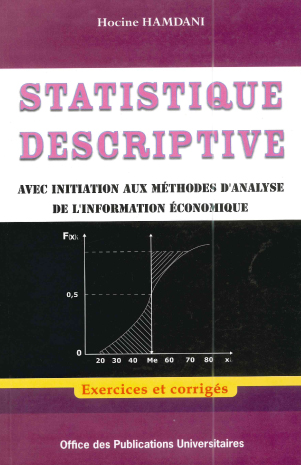 Hocine HAMDANI
STATISTIQUE
DESCRIPTIVE
AVEC INITIATION AUX MÉTHODES D'ANALYSE
DE L'INFORMATION ÉCONOMIQUE
F(x)
0,5
0
20 30 40 Me 60 70 80 xᵢ
Exercices et corrigés
Office des Publications Universitaires